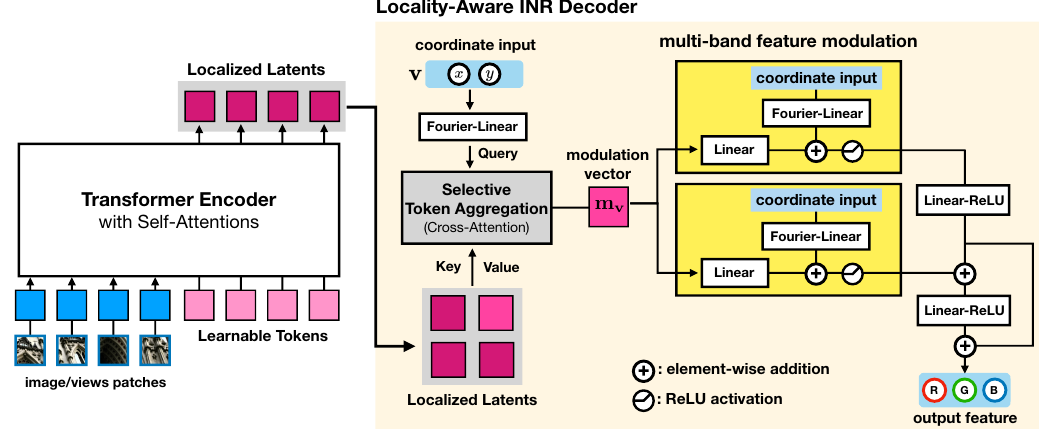 Locality-Aware INR Decoder
Localized Latents
Transformer Encoder
with Self-Attentions
Learnable Tokens
image/views patches
coordinate input
v x y
Fourier-Linear
Query
Selective
Token Aggregation
(Cross-Attention)
Key Value
Localized Latents
modulation
vector
m_v
multi-band feature modulation
coordinate input
Fourier-Linear
Linear
coordinate input
Fourier-Linear
Linear
Linear-ReLU
Linear-ReLU
R G B
output feature
: element-wise addition
: ReLU activation